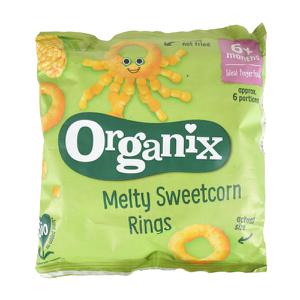 not fried
6+
months
ideal fingerfood
approx.
6 portions
Organix
Melty Sweetcorn
Rings
actual
size